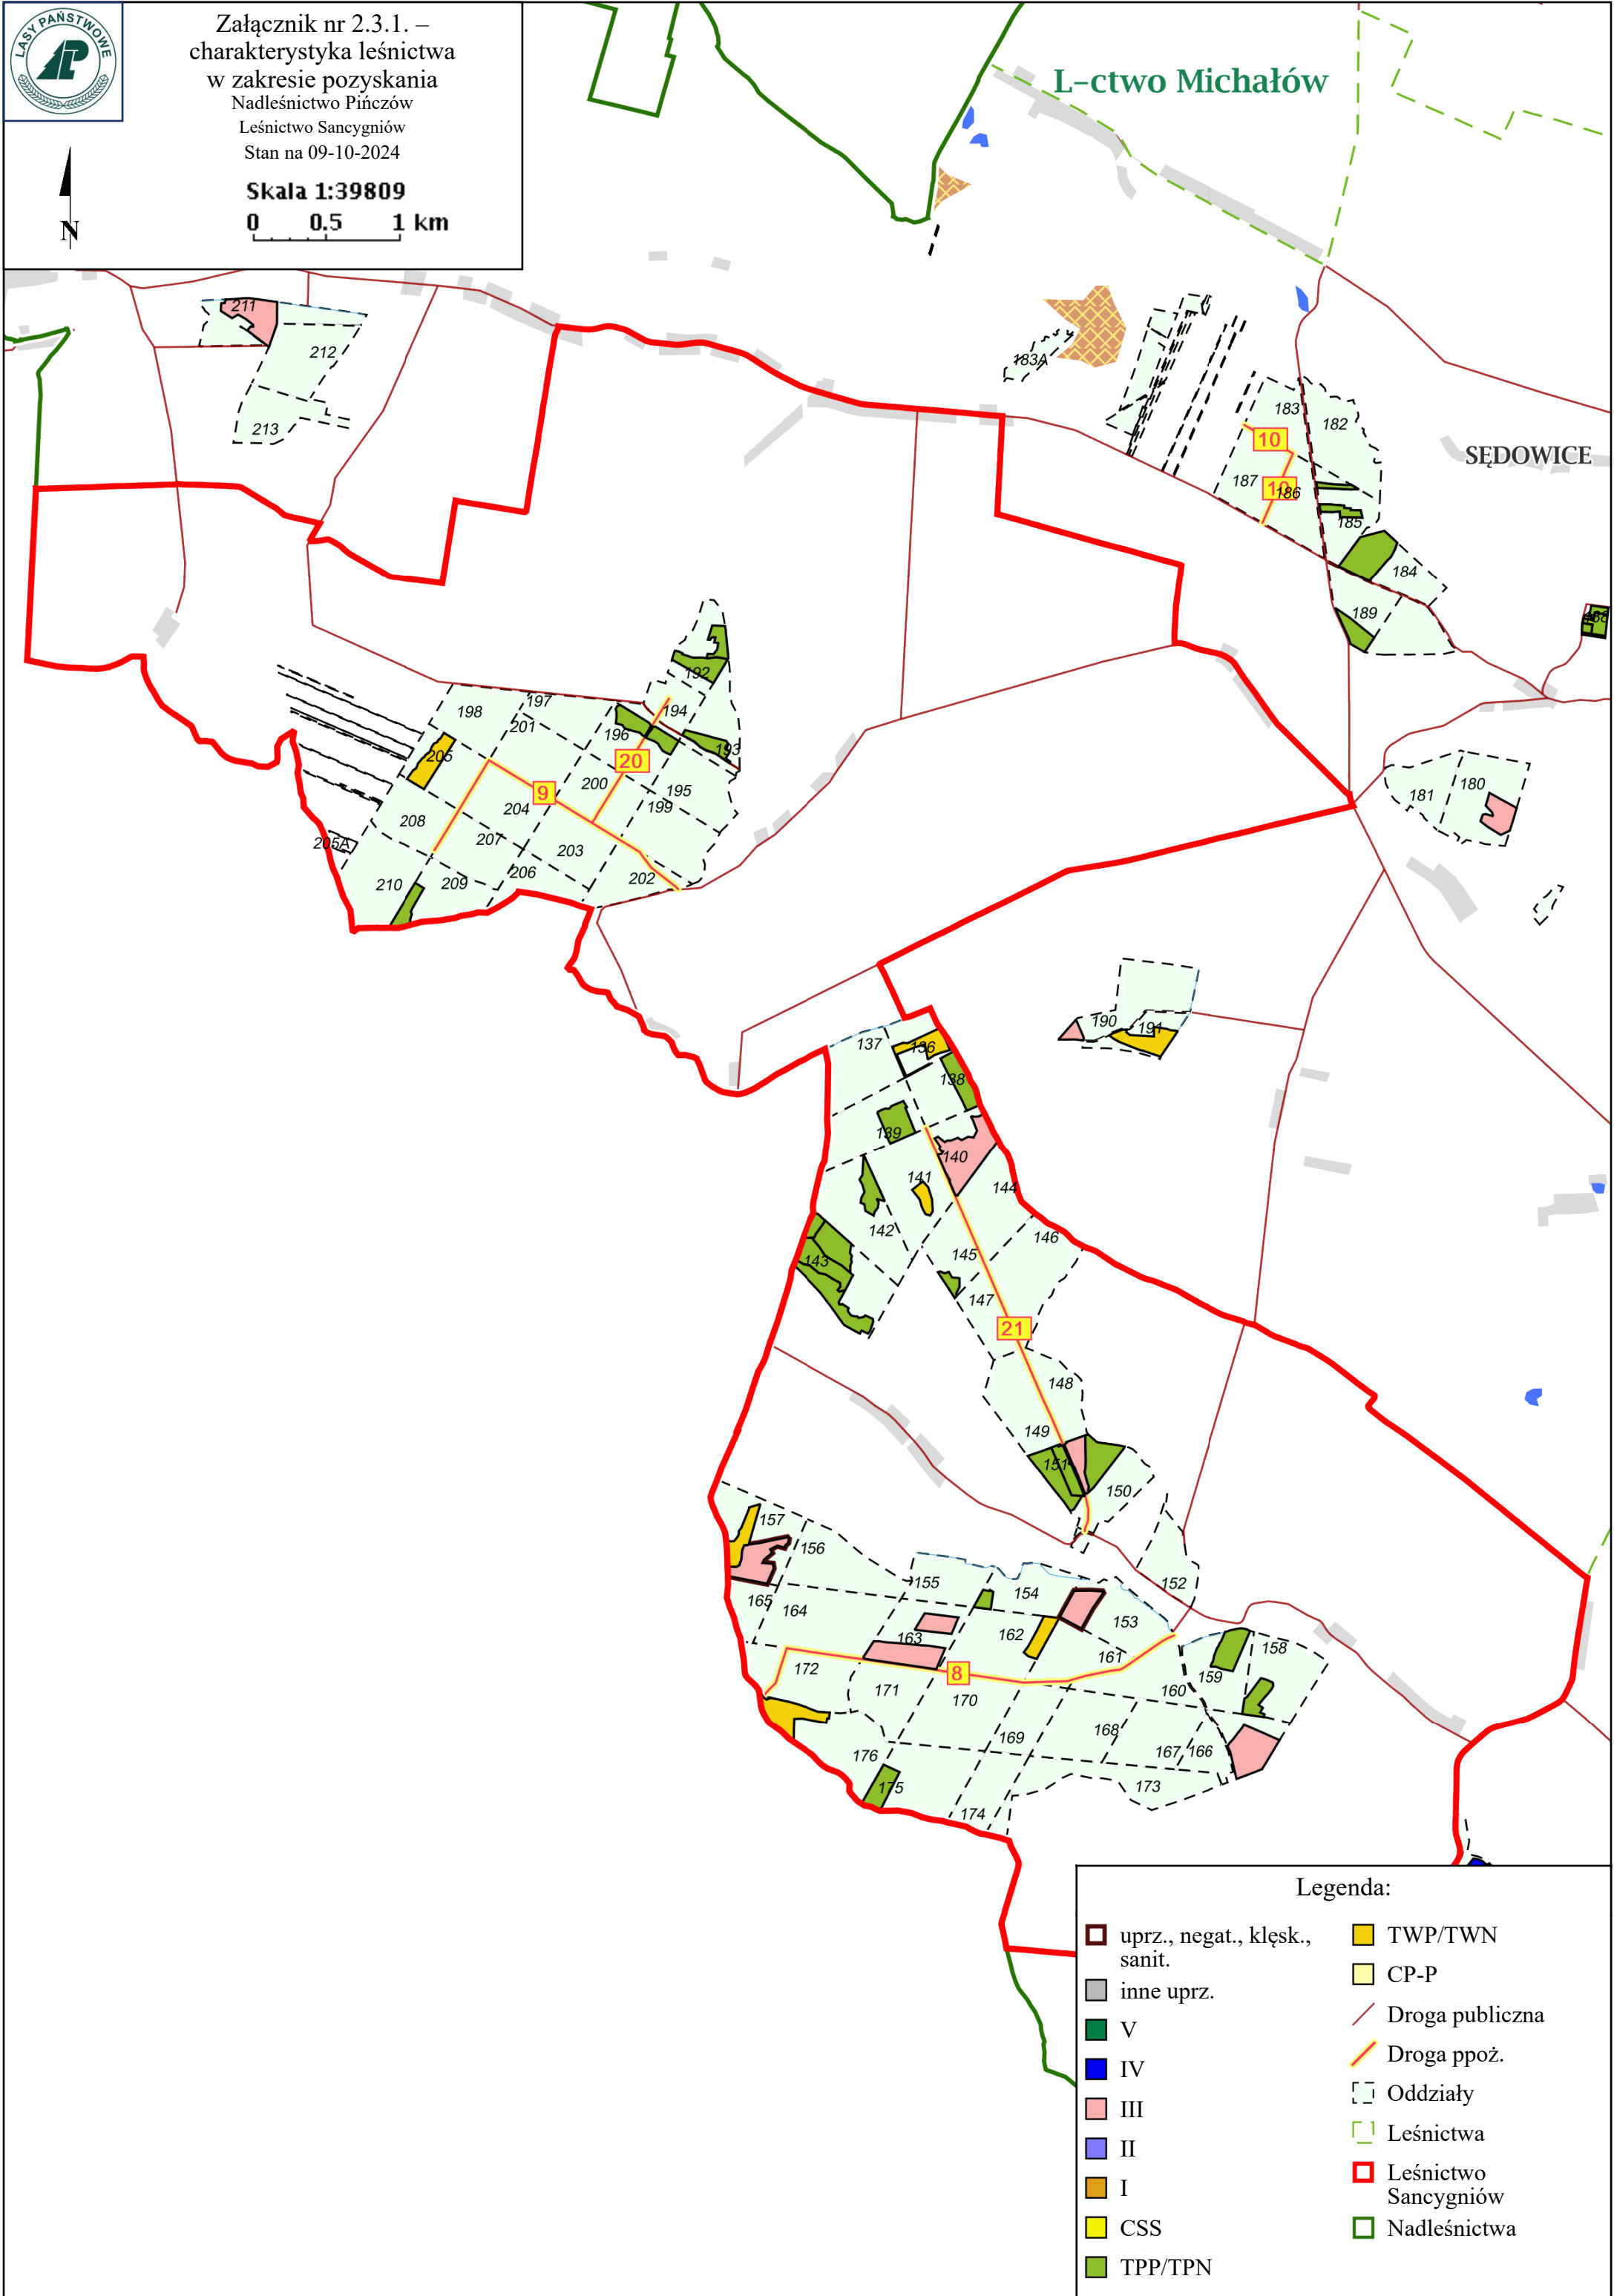 LASY PAŃSTWOWE
Załącznik nr 2.3.1. –
charakterystyka leśnictwa
w zakresie pozyskania
Nadleśnictwo Pińczów
Leśnictwo Sancygniów
Stan na 09-10-2024
Skala 1:39809
0 0.5 1 km
N
L-ctwo Michałów
211
212
213
183A
183
182
10
SĘDOWICE
187
10
186
185
184
189
188
192
197
198
201
194
196
193
205
20
200
195
9
204
199
208
207
203
205A
206
210
209
202
181
180
190
191
137
136
138
139
140
141
144
142
146
145
143
147
21
148
149
151
150
157
156
155
154
152
165
164
153
163
162
158
161
172
8
159
171
170
160
168
169
176
167
166
175
173
174
Legenda:
uprz., negat., klęsk.,
sanit.
inne uprz.
V
IV
III
II
I
CSS
TPP/TPN
TWP/TWN
CP-P
Droga publiczna
Droga ppoż.
Oddziały
Leśnictwa
Leśnictwo
Sancygniów
Nadleśnictwa